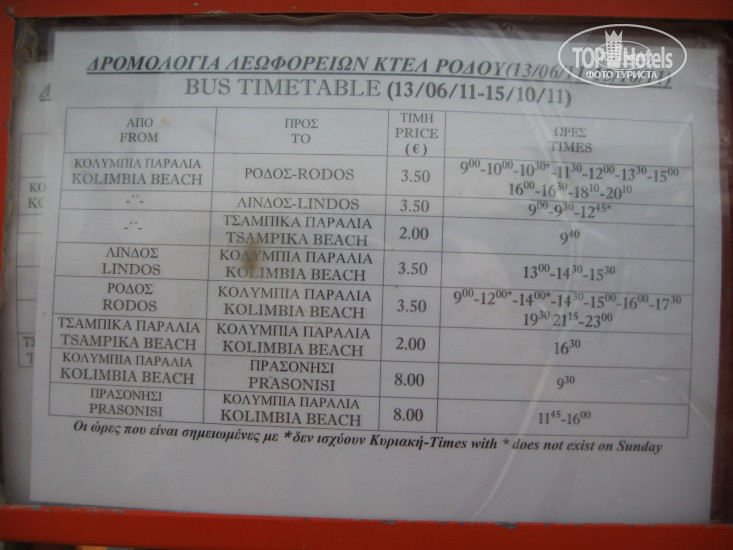 ΔΡΟΜΟΛΟΓΙΑ ΛΕΩΦΟΡΕΙΩΝ ΚΤΕΛ ΡΟΔΟΥ(13/06/
TOPHotels
ФОТО ТУРИСТА
BUS TIMETABLE (13/06/11-15/10/11)
ΑΠΟ ΠΡΟΣ ΤΙΜΗ ΩΡΕΣ
FROM TO PRICE TIMES
(€)
ΚΟΛΥΜΠΙΑ ΠΑΡΑΛΙΑ ΡΟΔΟΣ-RODOS 3.50 9⁰⁰-10⁰⁰-10³⁰*-11³⁰-12⁰⁰-13³⁰-15⁰⁰
KOLIMBIA BEACH 16⁰⁰-16³⁰-18¹⁰-20¹⁰
-´´- ΛΙΝΔΟΣ-LINDOS 3.50 9⁰⁰-9³⁰-12⁴⁵*
-´´- ΤΣΑΜΠΙΚΑ ΠΑΡΑΛΙΑ 2.00 9⁴⁰
TSAMPIKA BEACH
ΛΙΝΔΟΣ ΚΟΛΥΜΠΙΑ ΠΑΡΑΛΙΑ 3.50 13⁰⁰-14³⁰-15³⁰
LINDOS KOLIMBIA BEACH
ΡΟΔΟΣ ΚΟΛΥΜΠΙΑ ΠΑΡΑΛΙΑ 3.50 9⁰⁰-12⁰⁰*-14⁰⁰*-14³⁰-15⁰⁰-16⁰⁰-17³⁰
RODOS KOLIMBIA BEACH 19³⁰ 21¹⁵-23⁰⁰
ΤΣΑΜΠΙΚΑ ΠΑΡΑΛΙΑ ΚΟΛΥΜΠΙΑ ΠΑΡΑΛΙΑ 2.00 16³⁰
TSAMPIKA BEACH KOLIMBIA BEACH
ΚΟΛΥΜΠΙΑ ΠΑΡΑΛΙΑ ΠΡΑΣΟΝΗΣΙ 8.00 9³⁰
KOLIMBIA BEACH PRASONISI
ΠΡΑΣΟΝΗΣΙ ΚΟΛΥΜΠΙΑ ΠΑΡΑΛΙΑ 8.00 11⁴⁵-16⁰⁰
PRASONISI KOLIMBIA BEACH
Οι ώρες που είναι σημειωμένες με *δεν ισχύουν Κυριακή-Times with * does not exist on Sunday